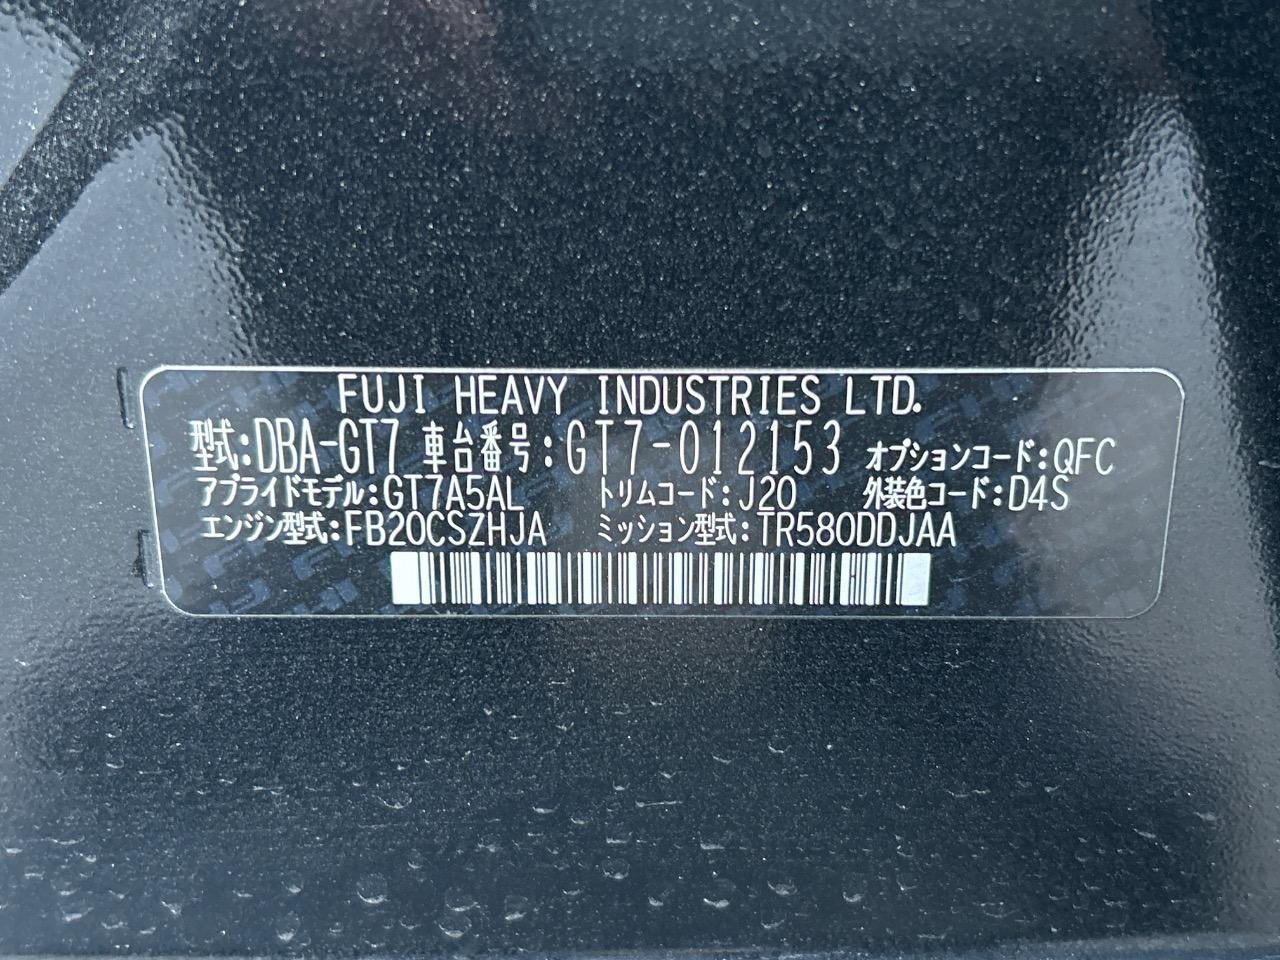 FUJI HEAVY INDUSTRIES LTD.
型式:DBA-GT7 車台番号:GT7-012153 オプションコード:QFC
アプライドモデル:GT7A5AL トリムコード:J20 外装色コード:D4S
エンジン型式:FB20CSZHJA ミッション型式:TR580DDJAA